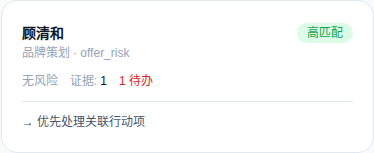 顾清和
高匹配
品牌策划 · offer_risk
无风险 证据: 1 1 待办
→ 优先处理关联行动项